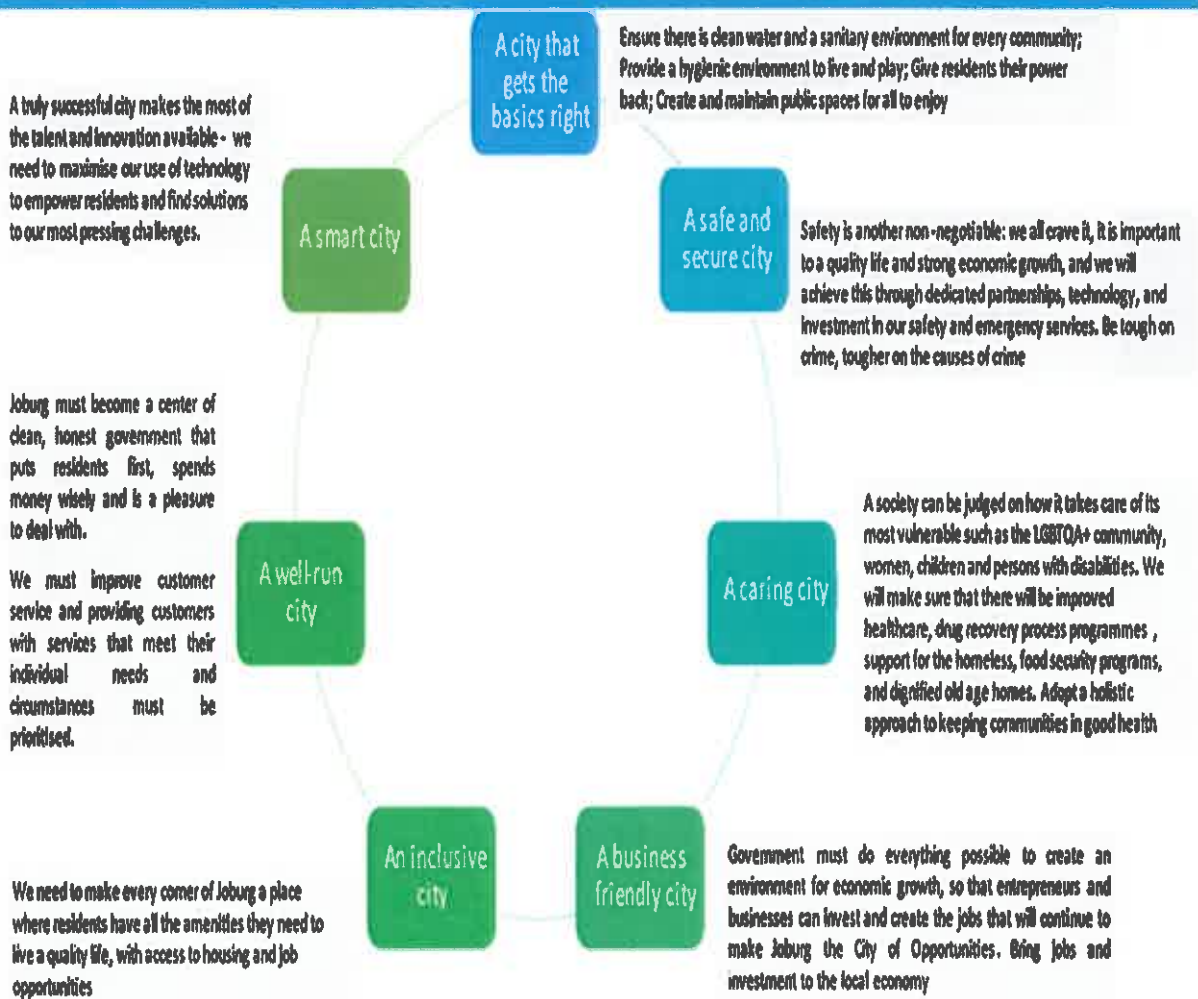 A city that
gets the
basics right
Ensure there is clean water and a sanitary environment for every community;
Provide a hygienic environment to live and play; Give residents their power
back; Create and maintain public spaces for all to enjoy
A safe and
secure city
Safety is another non-negotiable: we all crave it, it is important
to a quality life and strong economic growth, and we will
achieve this through dedicated partnerships, technology, and
investment in our safety and emergency services. Be tough on
crime, tougher on the causes of crime
A caring city
A society can be judged on how it takes care of its
most vulnerable such as the LGBTQA+ community,
women, children and persons with disabilities. We
will make sure that there will be improved
healthcare, drug recovery process programmes ,
support for the homeless, food security programs,
and dignified old age homes. Adopt a holistic
approach to keeping communities in good health
A business
friendly city
Government must do everything possible to create an
environment for economic growth, so that entrepreneurs and
businesses can invest and create the jobs that will continue to
make Joburg the City of Opportunities. Bring jobs and
investment to the local economy
An inclusive
city
We need to make every corner of Joburg a place
where residents have all the amenities they need to
live a quality life, with access to housing and job
opportunities
A well-run
city
Joburg must become a center of
clean, honest government that
puts residents first, spends
money wisely and is a pleasure
to deal with.
We must improve customer
service and providing customers
with services that meet their
individual needs and
circumstances must be
prioritised.
A smart city
A truly successful city makes the most of
the talent and innovation available - we
need to maximise our use of technology
to empower residents and find solutions
to our most pressing challenges.